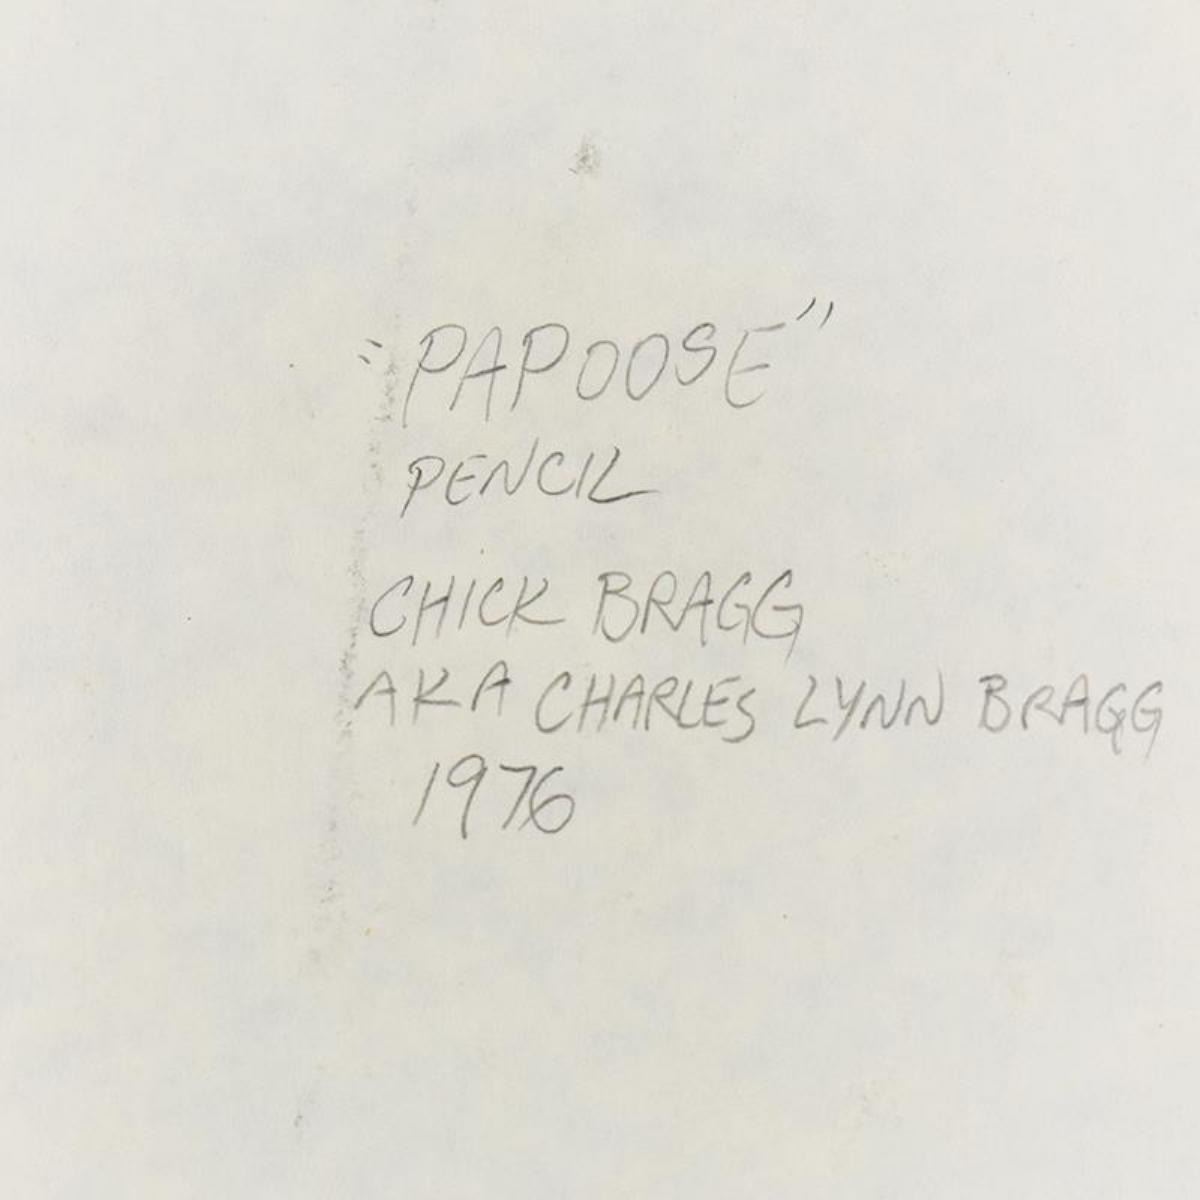 "PAPOOSE"
PENCIL
CHICK BRAGG
AKA CHARLES LYNN BRAGG
1976